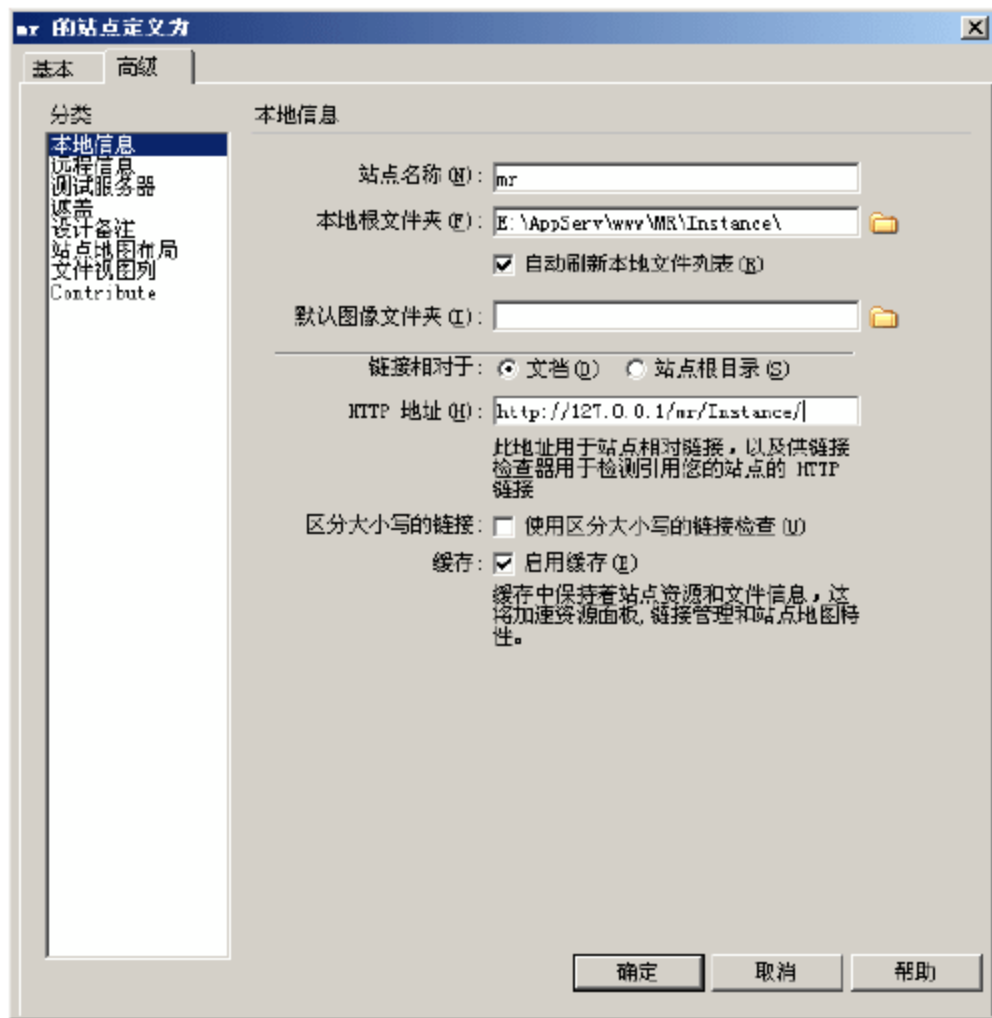 mr 的站点定义为
基本 高级
分类
本地信息
远程信息
测试服务器
遮盖
设计备注
站点地图布局
文件视图列
Contribute
本地信息
站点名称(N): mr
本地根文件夹(F): E:\AppServ\www\MR\Instance\
自动刷新本地文件列表(R)
默认图像文件夹(I):
链接相对于: 文档(D) 站点根目录(S)
HTTP 地址(H): http://127.0.0.1/mr/Instance/
此地址用于站点相对链接，以及供链接
检查器用于检测引用您的站点的 HTTP
链接
区分大小写的链接: 使用区分大小写的链接检查(U)
缓存: 启用缓存(E)
缓存中保持着站点资源和文件信息，这
将加速资源面板,链接管理和站点地图特
性。
确定 取消 帮助